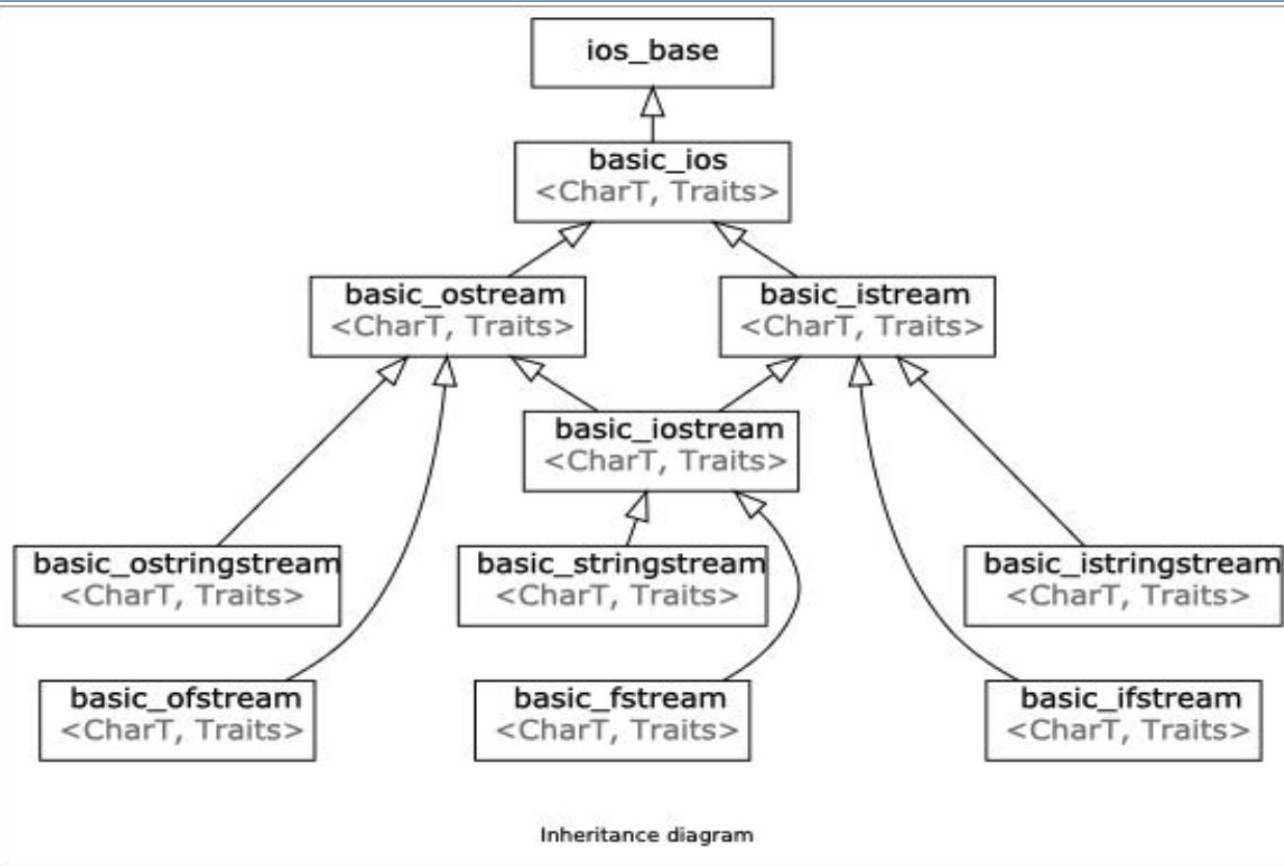 ios_base
basic_ios
<CharT, Traits>
basic_ostream
<CharT, Traits>
basic_istream
<CharT, Traits>
basic_iostream
<CharT, Traits>
basic_ostringstream
<CharT, Traits>
basic_stringstream
<CharT, Traits>
basic_istringstream
<CharT, Traits>
basic_ofstream
<CharT, Traits>
basic_fstream
<CharT, Traits>
basic_ifstream
<CharT, Traits>
Inheritance diagram